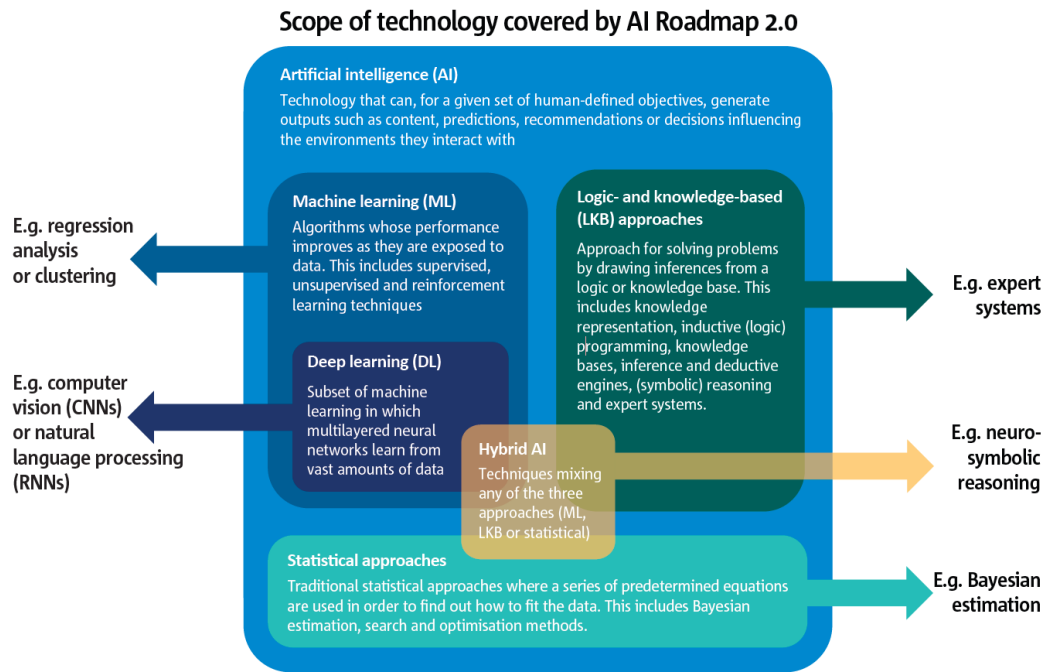 Scope of technology covered by AI Roadmap 2.0
Artificial intelligence (AI)
Technology that can, for a given set of human-defined objectives, generate
outputs such as content, predictions, recommendations or decisions influencing
the environments they interact with
Machine learning (ML)
Algorithms whose performance
improves as they are exposed to
data. This includes supervised,
unsupervised and reinforcement
learning techniques
E.g. regression
analysis
or clustering
Logic- and knowledge-based
(LKB) approaches
Approach for solving problems
by drawing inferences from a
logic or knowledge base. This
includes knowledge
representation, inductive (logic)
programming, knowledge
bases, inference and deductive
engines, (symbolic) reasoning
and expert systems.
E.g. expert
systems
Deep learning (DL)
Subset of machine
learning in which
multilayered neural
networks learn from
vast amounts of data
E.g. computer
vision (CNNs)
or natural
language processing
(RNNs)
Hybrid AI
Techniques mixing
any of the three
approaches (ML,
LKB or statistical)
E.g. neuro-
symbolic
reasoning
Statistical approaches
Traditional statistical approaches where a series of predetermined equations
are used in order to find out how to fit the data. This includes Bayesian
estimation, search and optimisation methods.
E.g. Bayesian
estimation